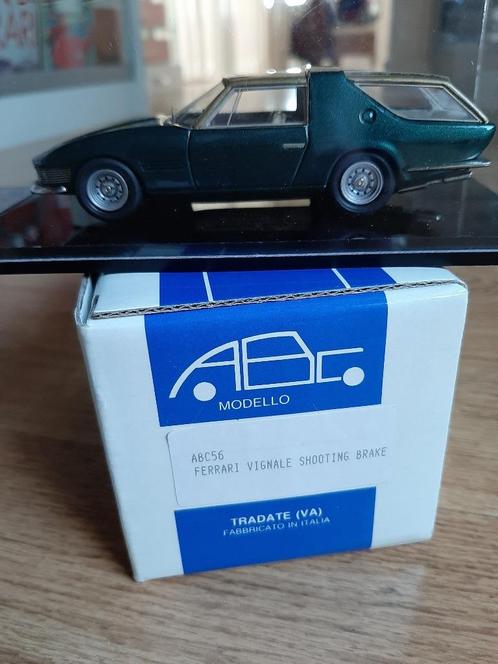 ABC
MODELLO
ABC56
FERRARI VIGNALE SHOOTING BRAKE
TRADATE (VA)
FABBRICATO IN ITALIA